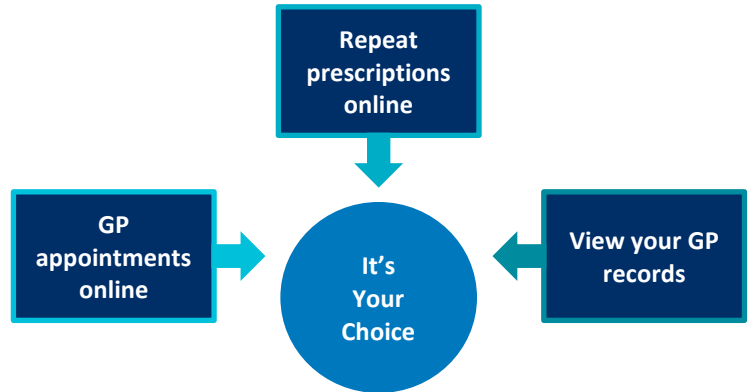 Repeat
prescriptions
online
GP
appointments
online
It’s
Your
Choice
View your GP
records